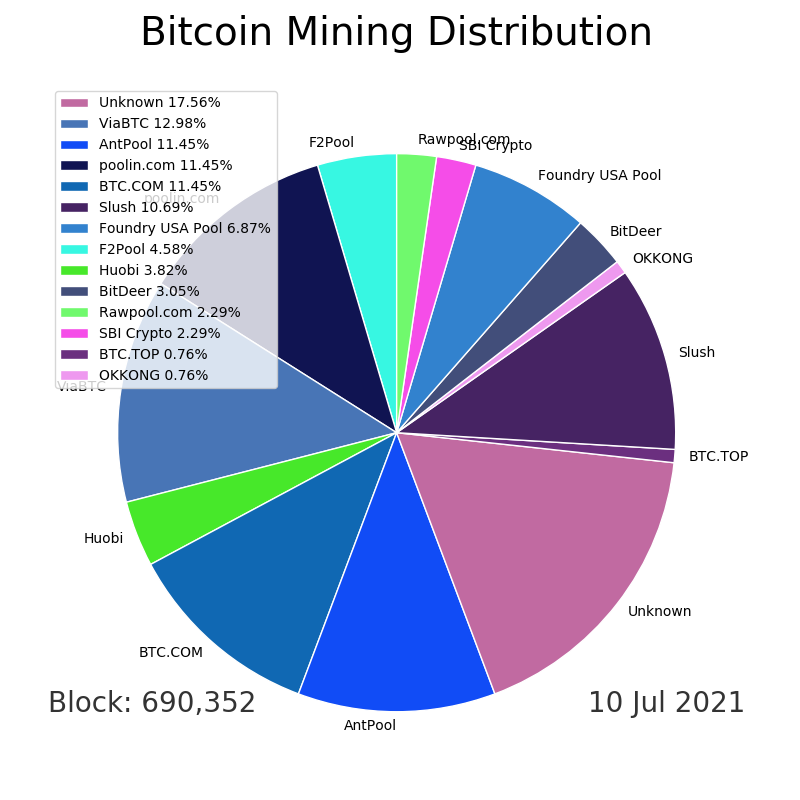 Bitcoin Mining Distribution
Unknown 17.56%
ViaBTC 12.98%
AntPool 11.45%
poolin.com 11.45%
BTC.COM 11.45%
Slush 10.69%
Foundry USA Pool 6.87%
F2Pool 4.58%
Huobi 3.82%
BitDeer 3.05%
Rawpool.com 2.29%
SBI Crypto 2.29%
BTC.TOP 0.76%
OKKONG 0.76%
F2Pool
Rawpool.com
SBI Crypto
Foundry USA Pool
BitDeer
OKKONG
Slush
BTC.TOP
Unknown
AntPool
BTC.COM
Huobi
ViaBTC
poolin.com
Block: 690,352
10 Jul 2021